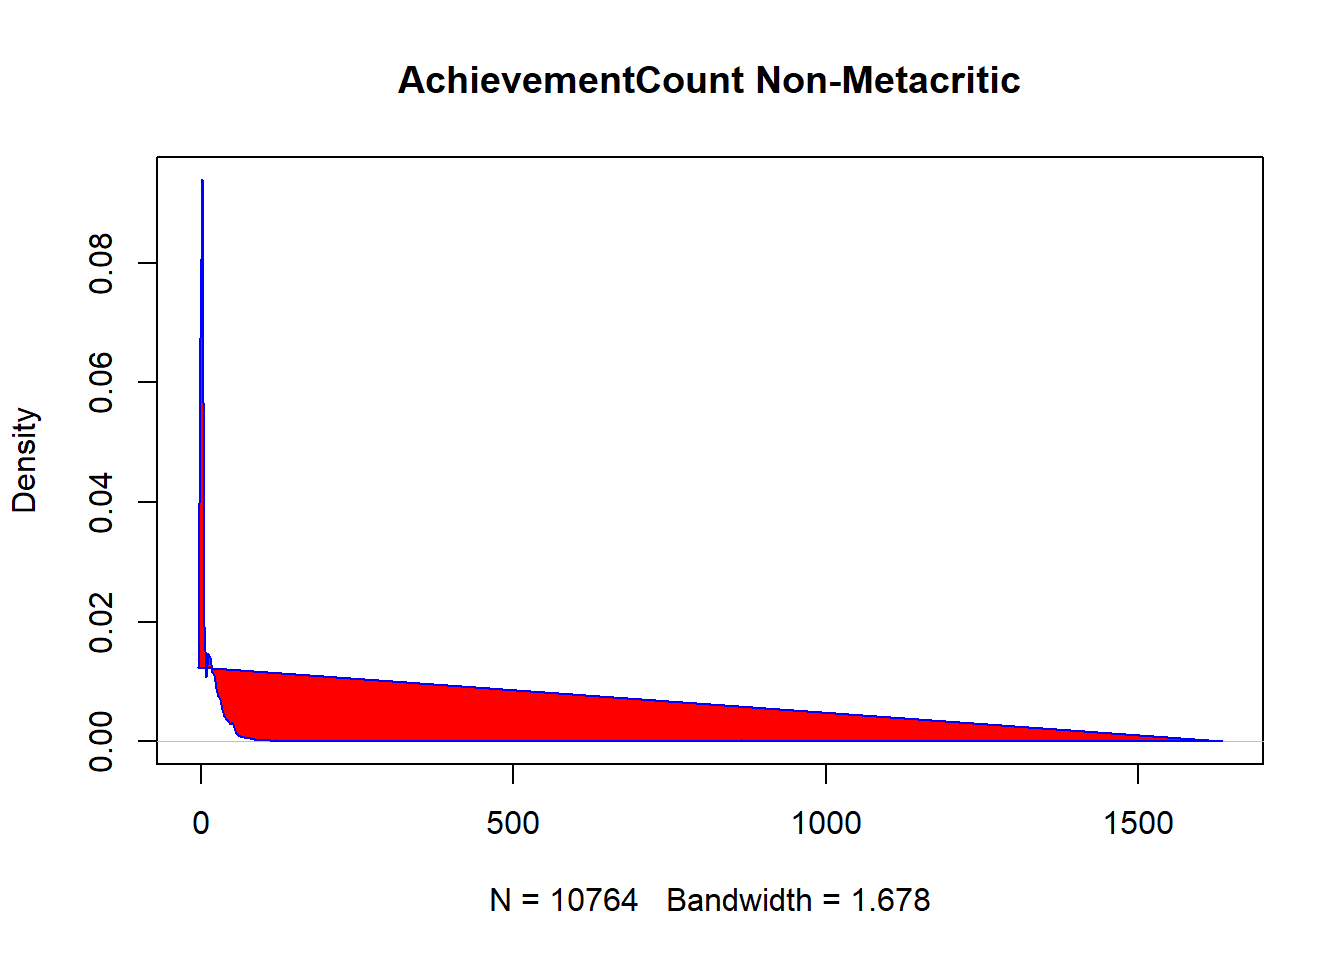 AchievementCount Non-Metacritic
Density
0.08
0.06
0.04
0.02
0.00
0 500 1000 1500
N = 10764 Bandwidth = 1.678